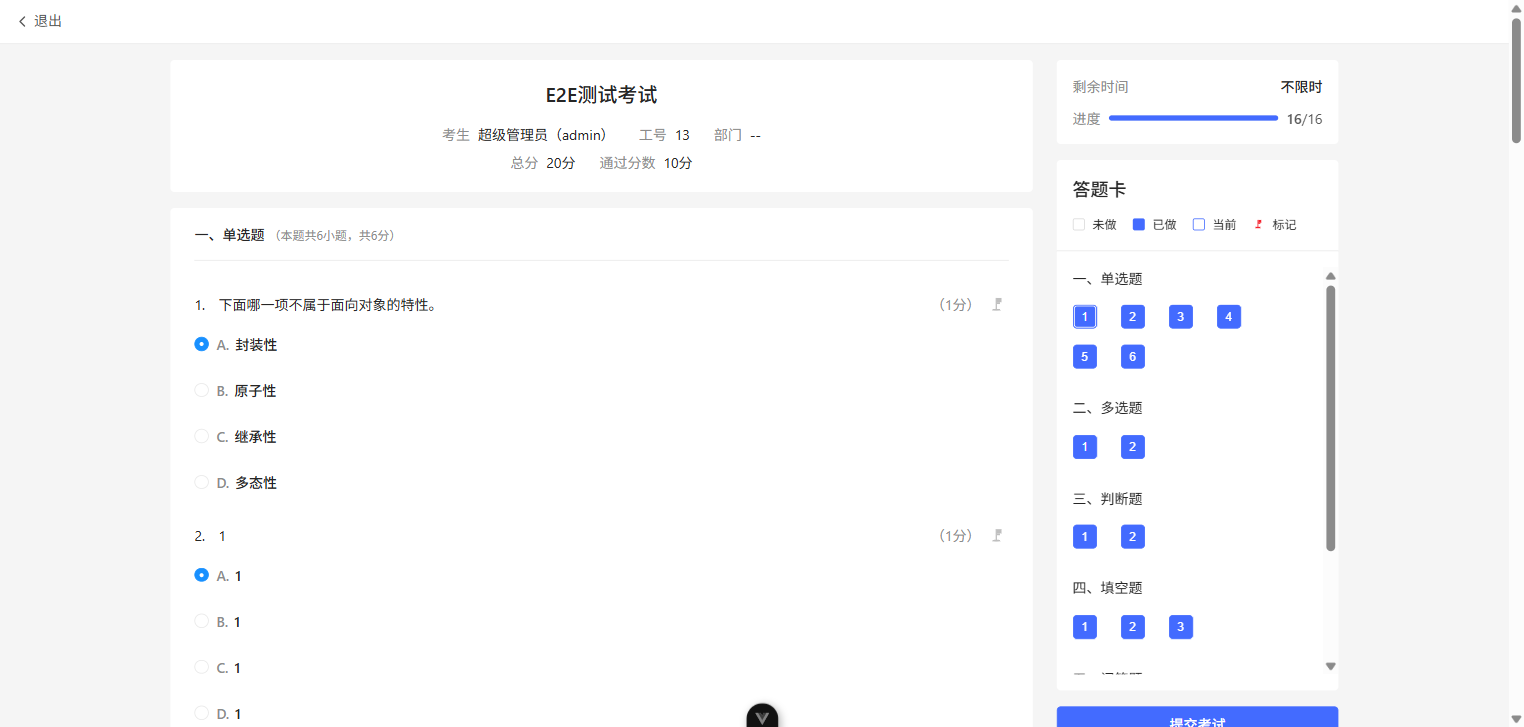 退出
E2E测试考试
考生 超级管理员（admin） 工号 13 部门 --
总分 20分 通过分数 10分
一、单选题 （本题共6小题，共6分）
1. 下面哪一项不属于面向对象的特性。 （1分）
A. 封装性
B. 原子性
C. 继承性
D. 多态性
2. 1 （1分）
A. 1
B. 1
C. 1
D. 1
剩余时间 不限时
进度 16/16
答题卡
未做 已做 当前 标记
一、单选题
1 2 3 4
5 6
二、多选题
1 2
三、判断题
1 2
四、填空题
1 2 3
提交考试